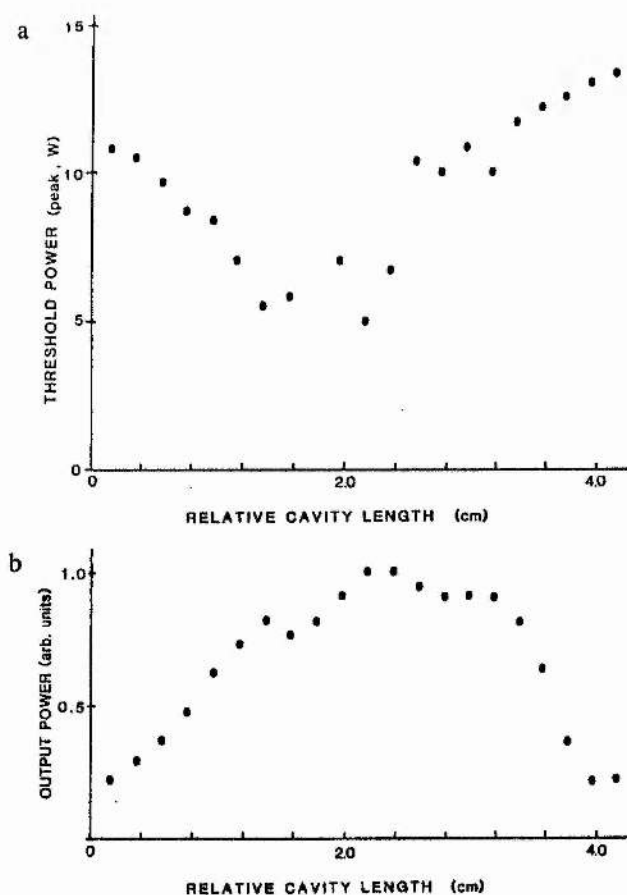 a
15
10
5
0
THRESHOLD POWER (peak, W)
0 2.0 4.0
RELATIVE CAVITY LENGTH (cm)
b
1.0
0.5
OUTPUT POWER (arb. units)
0 2.0 4.0
RELATIVE CAVITY LENGTH (cm)